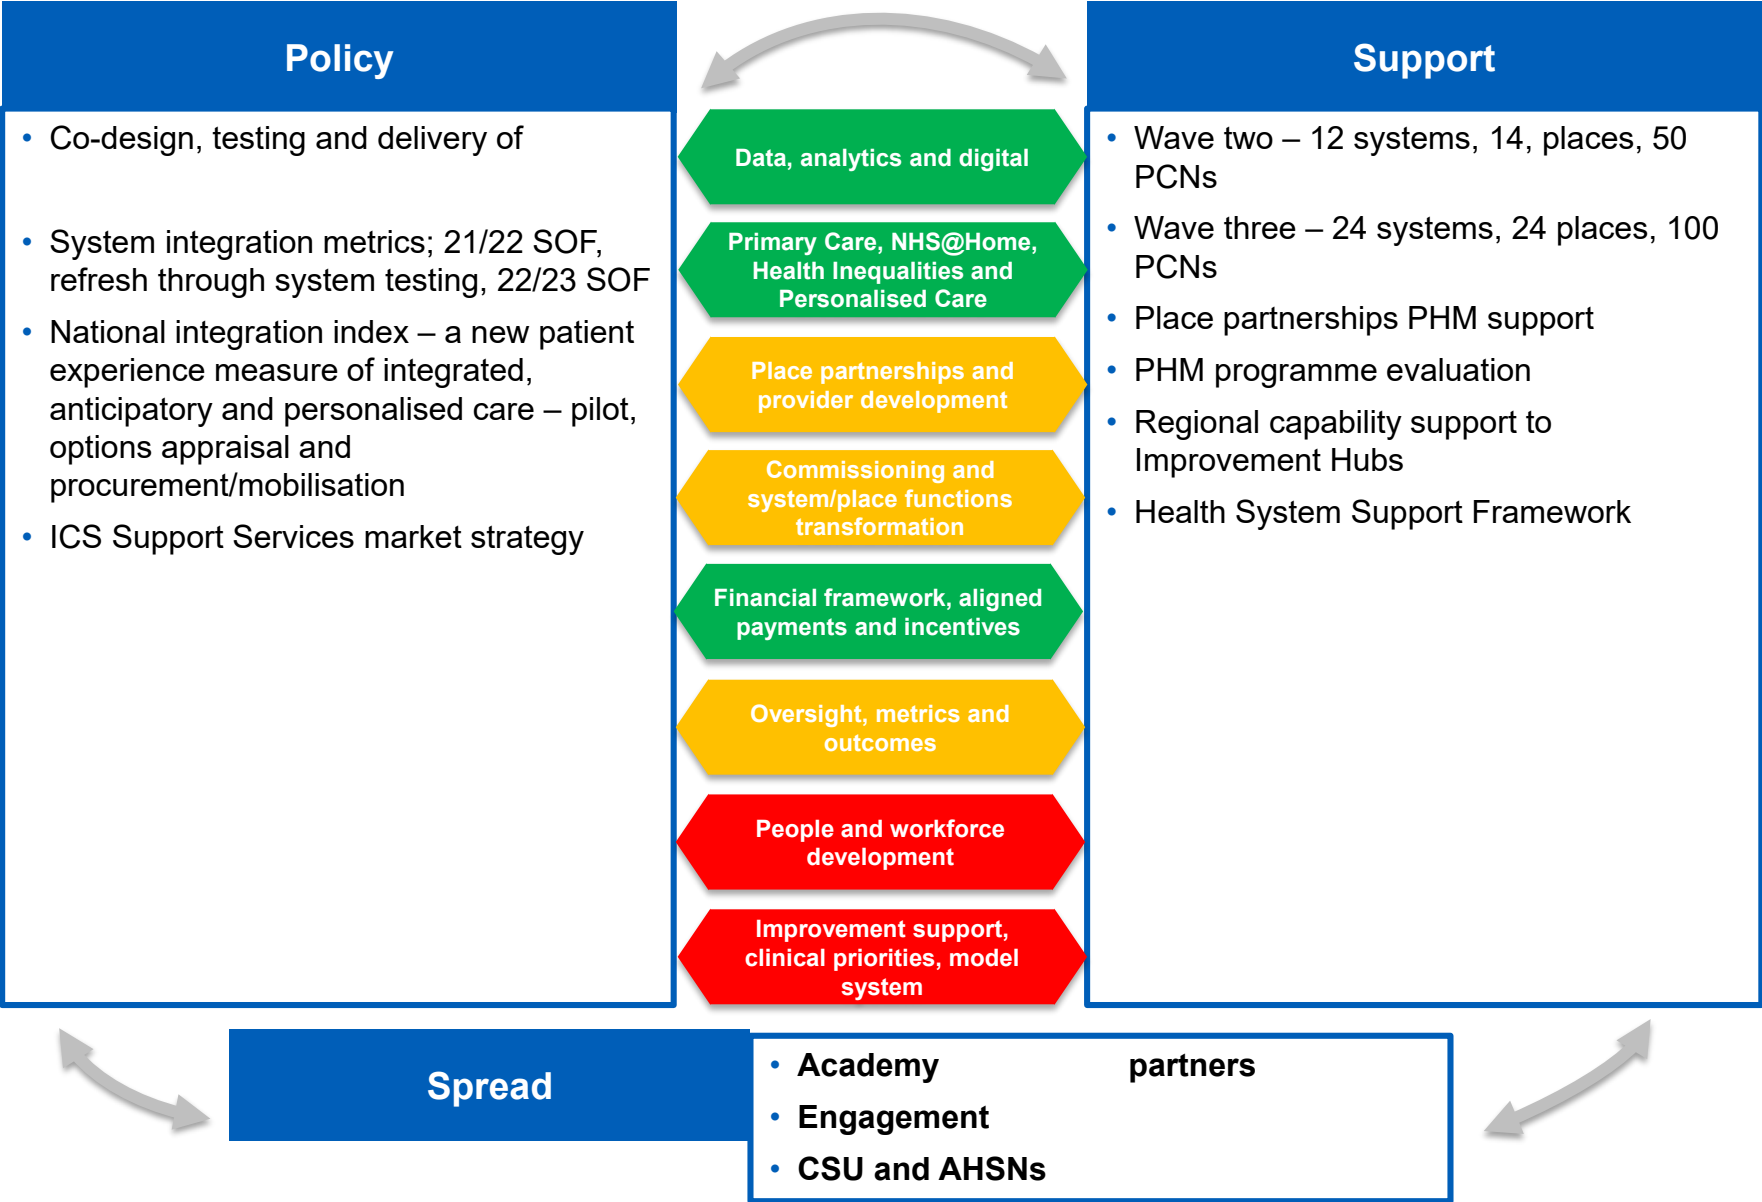 Policy
• Co-design, testing and delivery of
• System integration metrics; 21/22 SOF,
refresh through system testing, 22/23 SOF
• National integration index – a new patient
experience measure of integrated,
anticipatory and personalised care – pilot,
options appraisal and
procurement/mobilisation
• ICS Support Services market strategy
Data, analytics and digital
Primary Care, NHS@Home,
Health Inequalities and
Personalised Care
Place partnerships and
provider development
Commissioning and
system/place functions
transformation
Financial framework, aligned
payments and incentives
Oversight, metrics and
outcomes
People and workforce
development
Improvement support,
clinical priorities, model
system
Support
• Wave two – 12 systems, 14, places, 50
PCNs
• Wave three – 24 systems, 24 places, 100
PCNs
• Place partnerships PHM support
• PHM programme evaluation
• Regional capability support to
Improvement Hubs
• Health System Support Framework
Spread
• Academy partners
• Engagement
• CSU and AHSNs